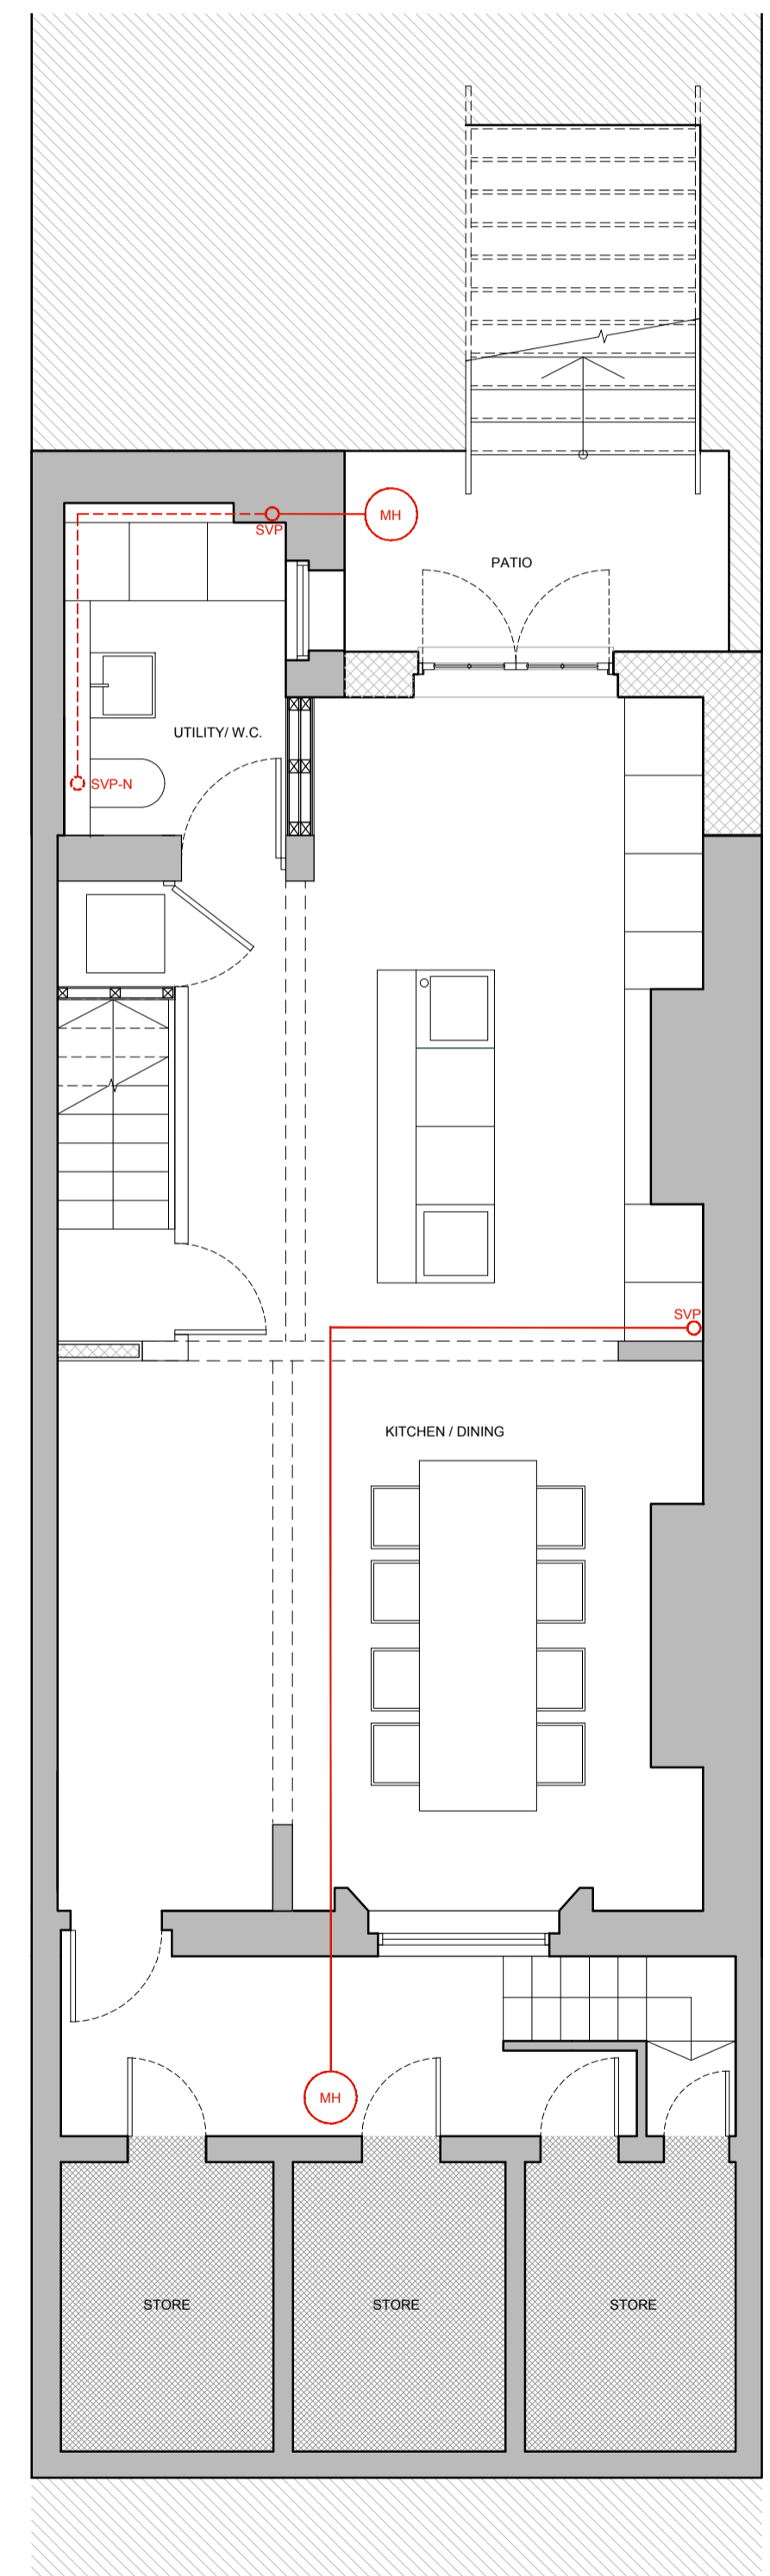 MH
SVP
PATIO
UTILITY/ W.C.
SVP-N
SVP
KITCHEN / DINING
MH
STORE
STORE
STORE